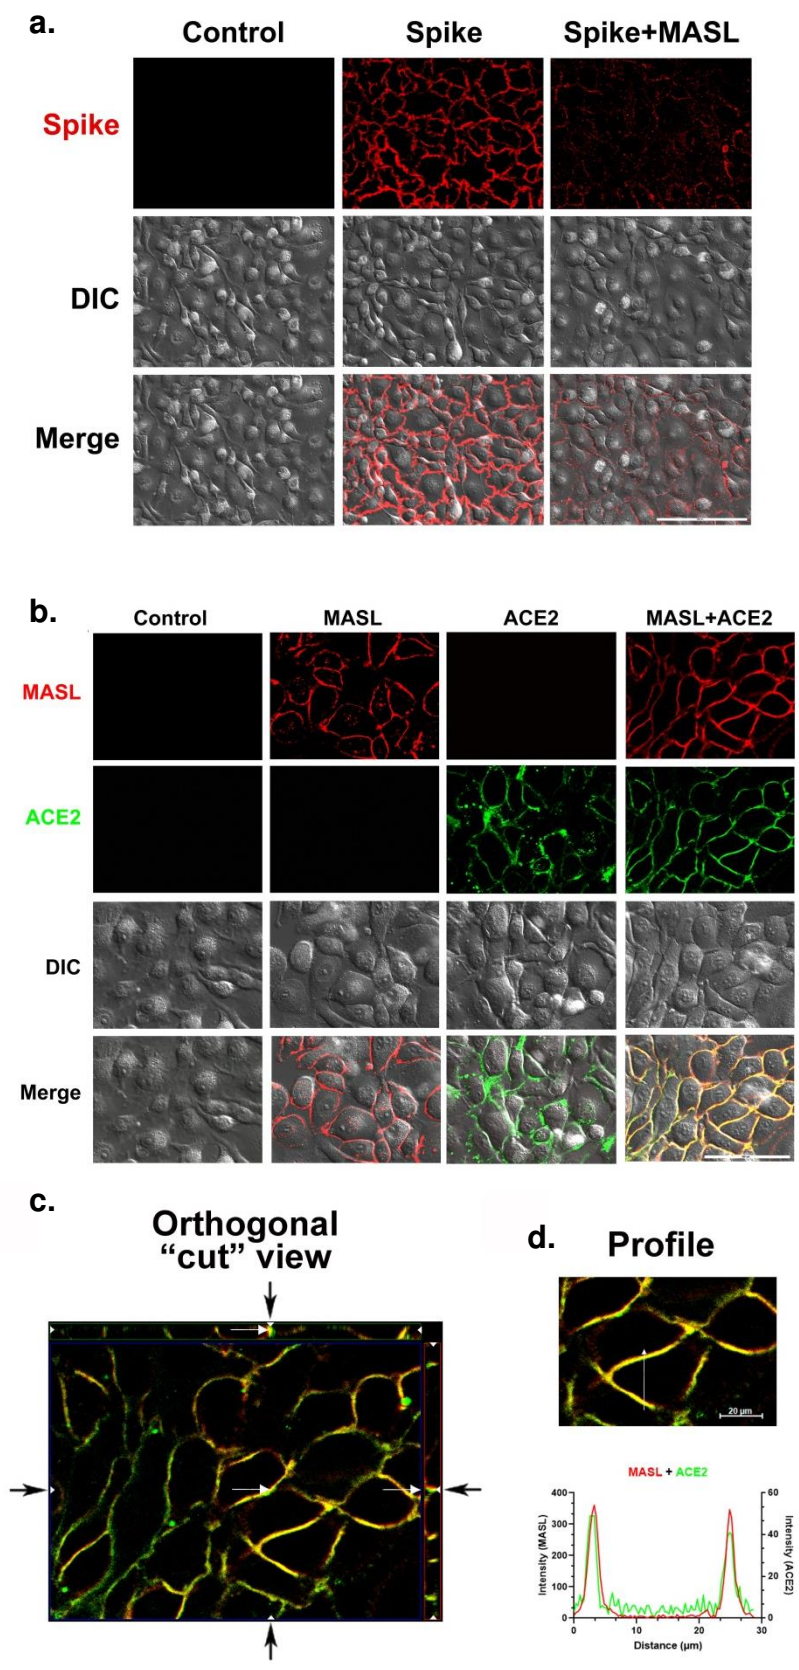 a.
Control Spike Spike+MASL
Spike
DIC
Merge
b.
Control MASL ACE2 MASL+ACE2
MASL
ACE2
DIC
Merge
c.
Orthogonal
“cut” view
d.
Profile
20 µm
MASL + ACE2
Intensity (MASL)
400
300
200
100
0
Intensity (ACE2)
60
40
20
0
0 10 20 30
Distance (µm)